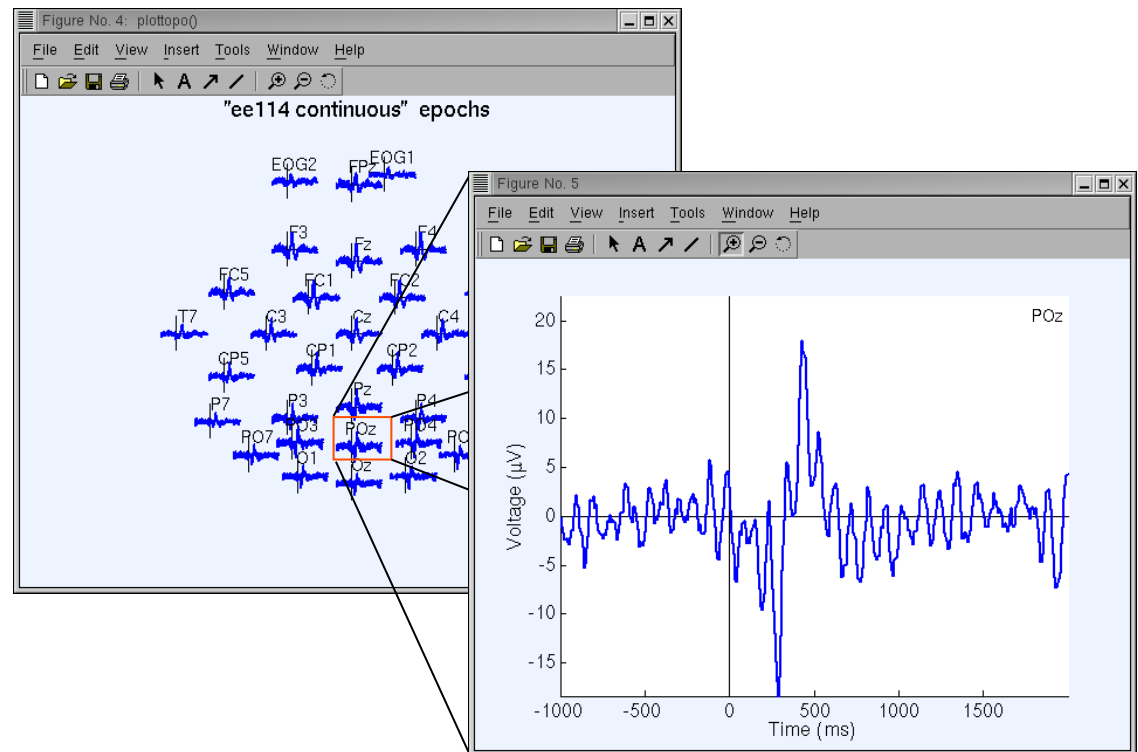 Figure No. 4: plottopo()
File Edit View Insert Tools Window Help
A
"ee114 continuous" epochs
EOG2 FPz EOG1
F3 Fz F4
FC5 FC1 FC2
T7 C3 Cz C4
CP5 CP1 CP2
P7 P3 Pz P4
PO7 PO3 POz PO4 PO
O1 Oz O2
Figure No. 5
File Edit View Insert Tools Window Help
A
POz
20
15
10
5
0
-5
-10
-15
Voltage (µV)
-1000 -500 0 500 1000 1500
Time (ms)